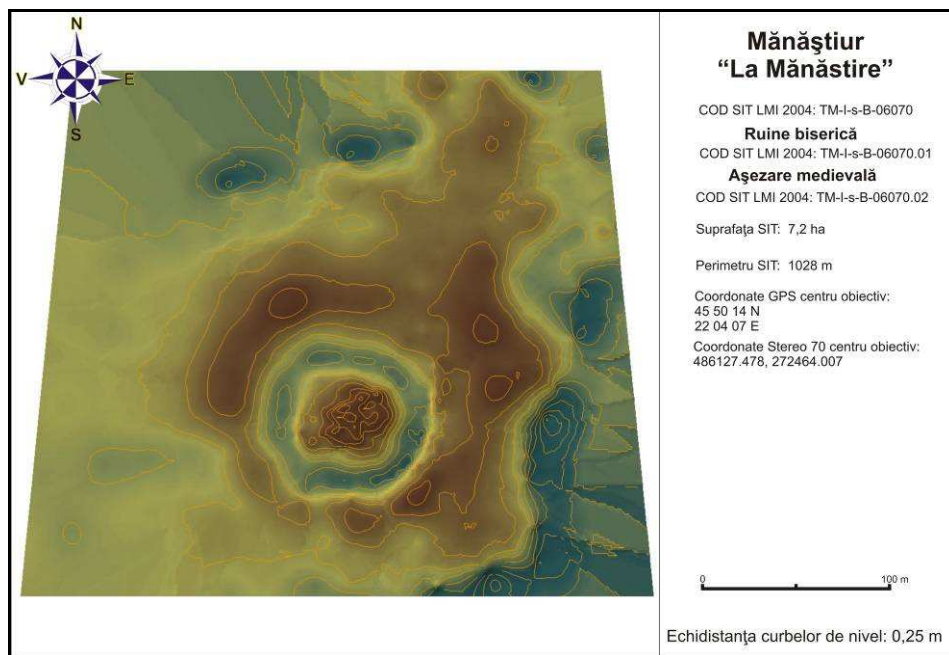 N
V
E
S
Mănăştiur
“La Mănăstire”
COD SIT LMI 2004: TM-I-s-B-06070
Ruine biserică
COD SIT LMI 2004: TM-I-s-B-06070.01
Aşezare medievală
COD SIT LMI 2004: TM-I-s-B-06070.02
Suprafaţa SIT: 7,2 ha
Perimetru SIT: 1028 m
Coordonate GPS centru obiectiv:
45 50 14 N
22 04 07 E
Coordonate Stereo 70 centru obiectiv:
486127.478, 272464.007
0 100 m
Echidistanţa curbelor de nivel: 0,25 m